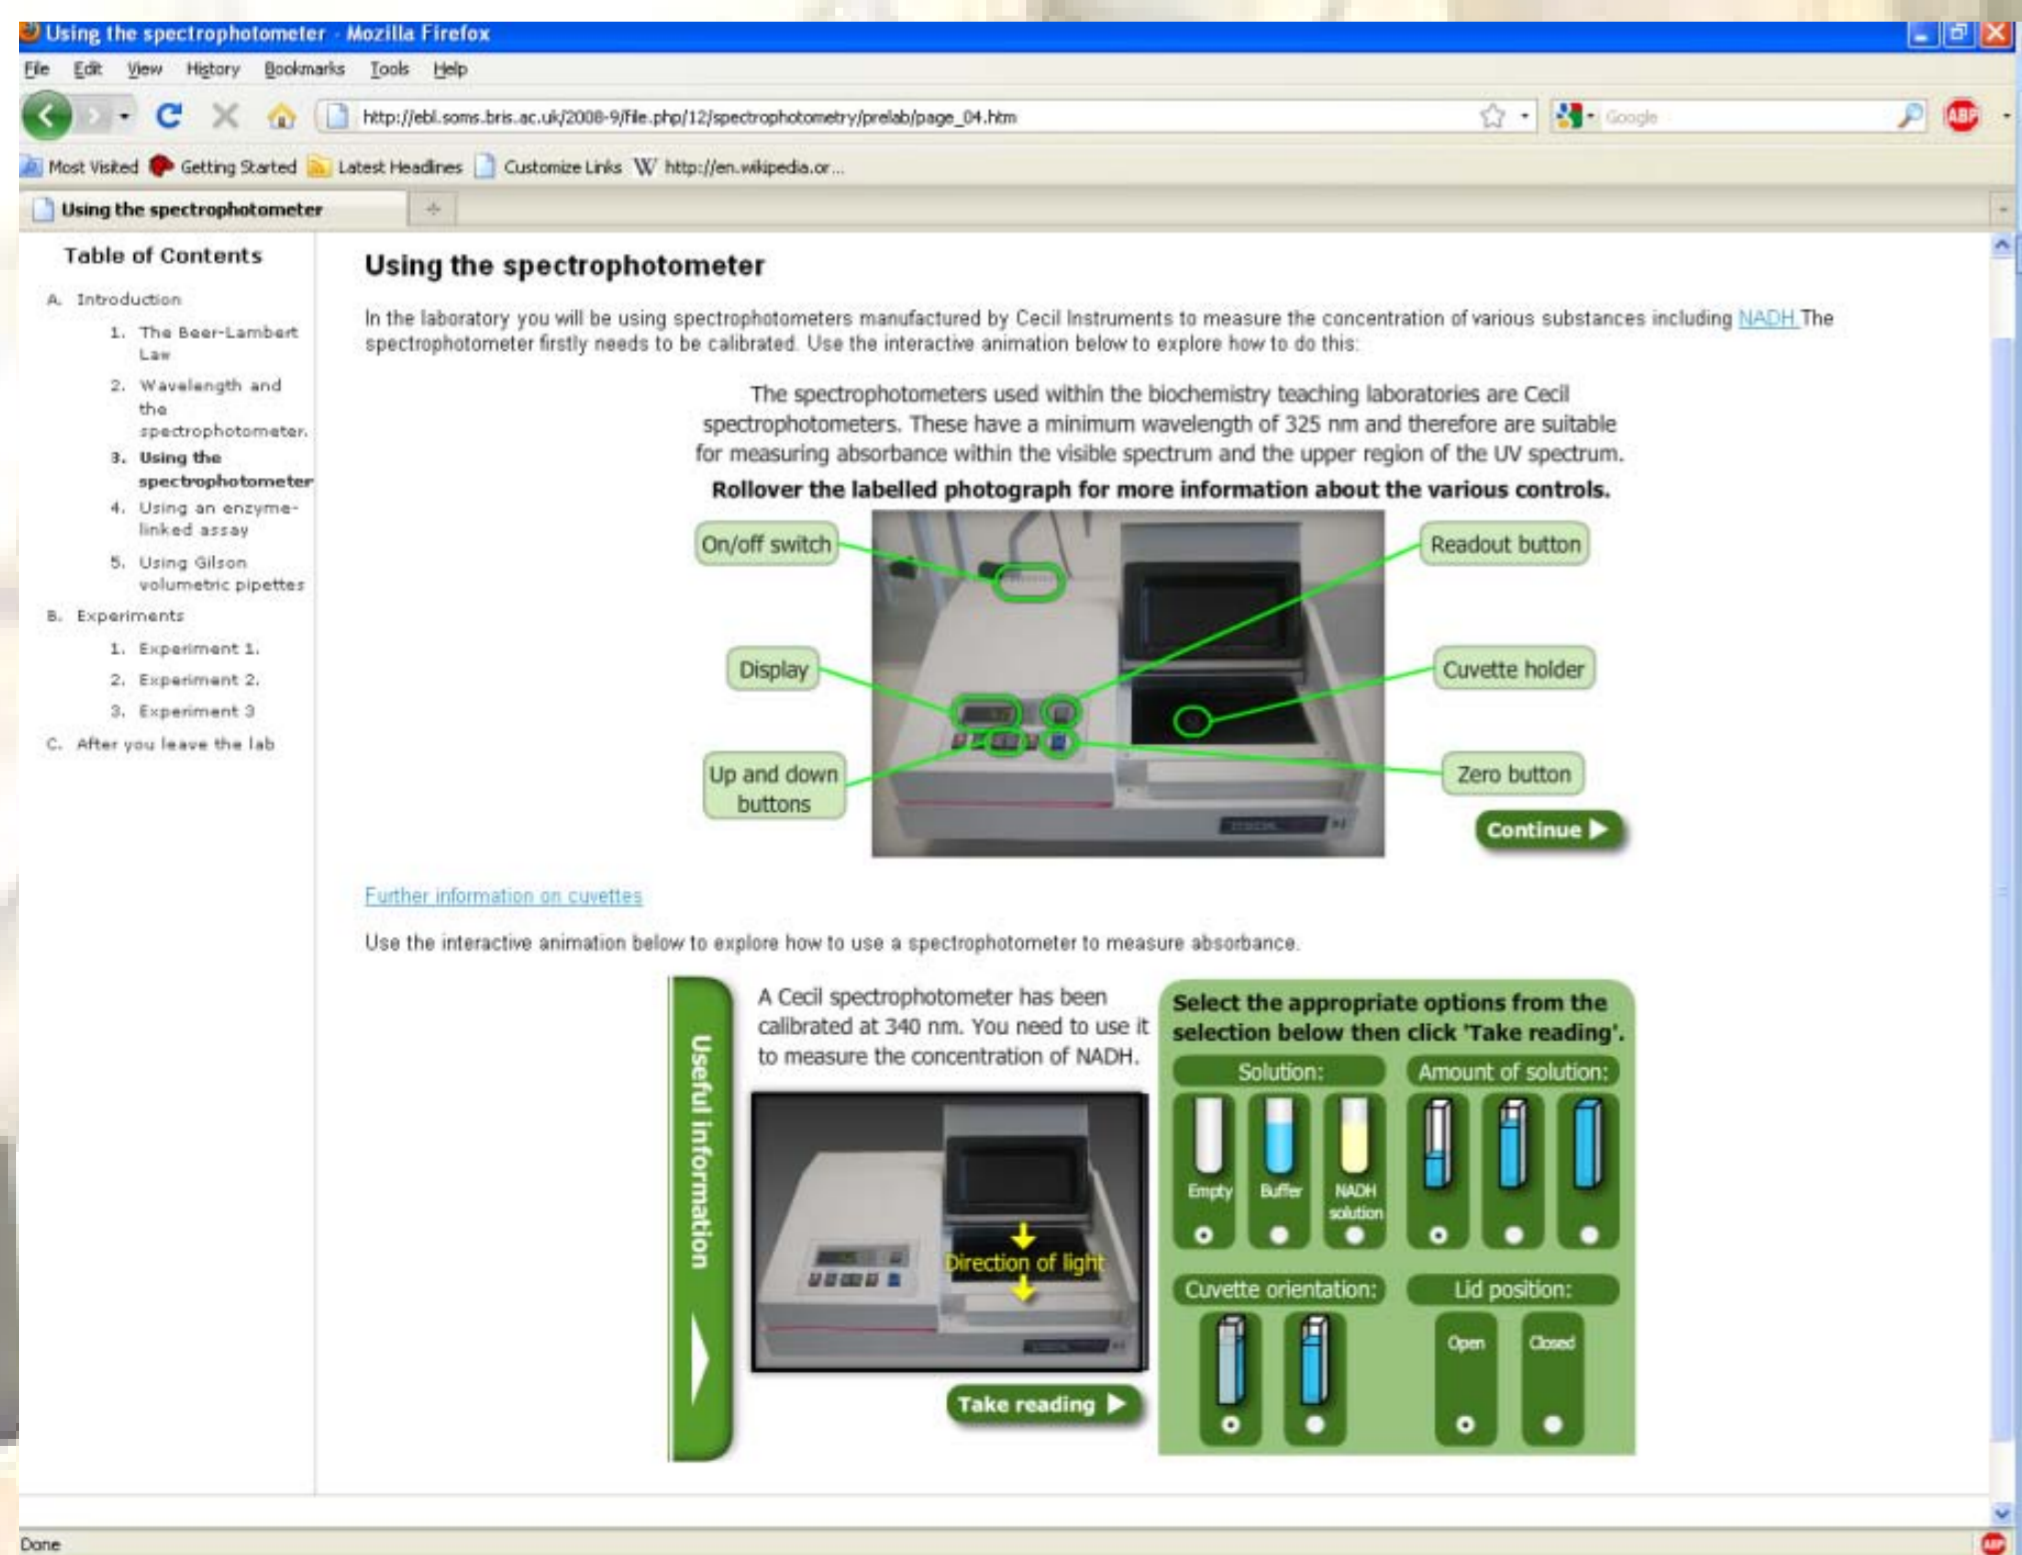 Using the spectrophotometer - Mozilla Firefox
File Edit View History Bookmarks Tools Help
http://ebl.soms.bris.ac.uk/2008-9/file.php/12/spectrophotometry/prelab/page_04.htm
Google
ABP
Most Visited Getting Started Latest Headlines Customize Links W http://en.wikipedia.or...
Using the spectrophotometer
Table of Contents
A. Introduction
1. The Beer-Lambert
Law
2. Wavelength and
the
spectrophotometer.
3. Using the
spectrophotometer
4. Using an enzyme-
linked assay
5. Using Gilson
volumetric pipettes
B. Experiments
1. Experiment 1.
2. Experiment 2.
3. Experiment 3
C. After you leave the lab
Using the spectrophotometer
In the laboratory you will be using spectrophotometers manufactured by Cecil Instruments to measure the concentration of various substances including NADH.The
spectrophotometer firstly needs to be calibrated. Use the interactive animation below to explore how to do this:
The spectrophotometers used within the biochemistry teaching laboratories are Cecil
spectrophotometers. These have a minimum wavelength of 325 nm and therefore are suitable
for measuring absorbance within the visible spectrum and the upper region of the UV spectrum.
Rollover the labelled photograph for more information about the various controls.
On/off switch
Readout button
Display
Cuvette holder
Up and down
buttons
Zero button
Continue
Further information on cuvettes
Use the interactive animation below to explore how to use a spectrophotometer to measure absorbance.
Useful information
A Cecil spectrophotometer has been
calibrated at 340 nm. You need to use it
to measure the concentration of NADH.
Direction of light
Take reading
Select the appropriate options from the
selection below then click 'Take reading'.
Solution:
Amount of solution:
Empty
Buffer
NADH
solution
Cuvette orientation:
Lid position:
Open
Closed
Done
ABP